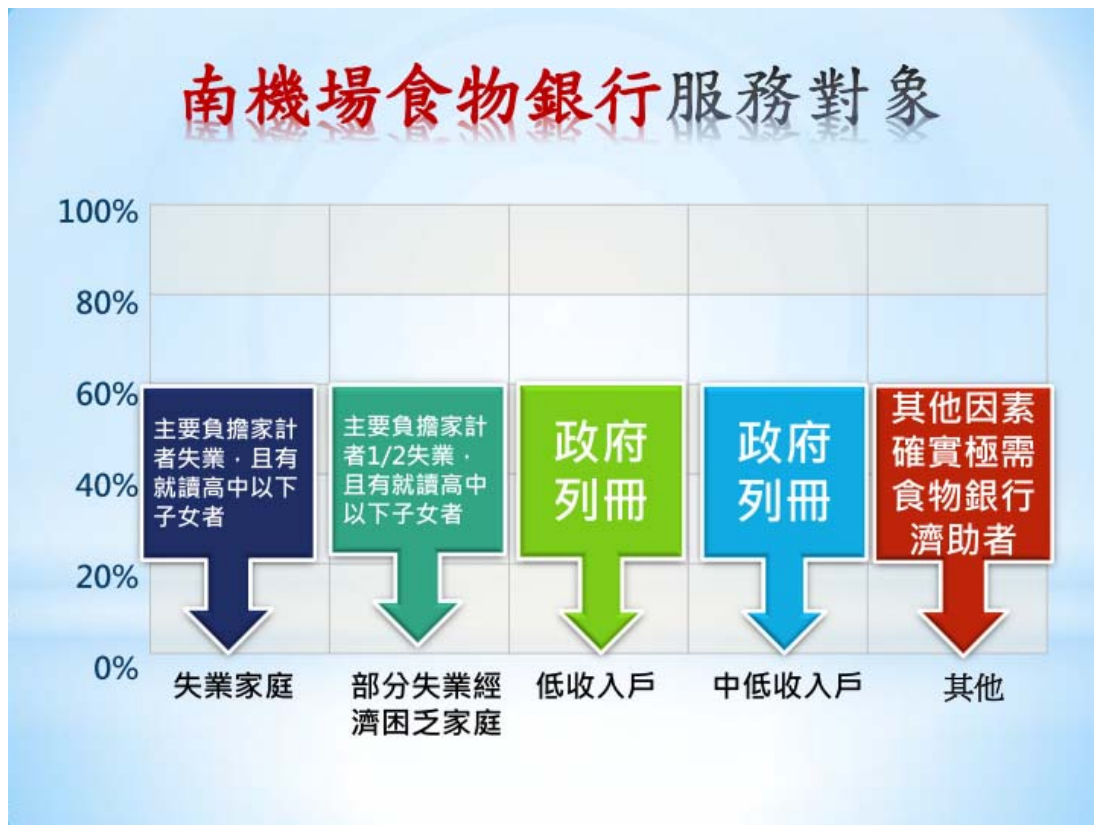 南機場食物銀行服務對象
100%
80%
60%
40%
20%
0%
主要負擔家計
者失業，且有
就讀高中以下
子女者
主要負擔家計
者1/2失業，
且有就讀高中
以下子女者
政府
列冊
政府
列冊
其他因素
確實極需
食物銀行
濟助者
失業家庭
部分失業經
濟困乏家庭
低收入戶
中低收入戶
其他